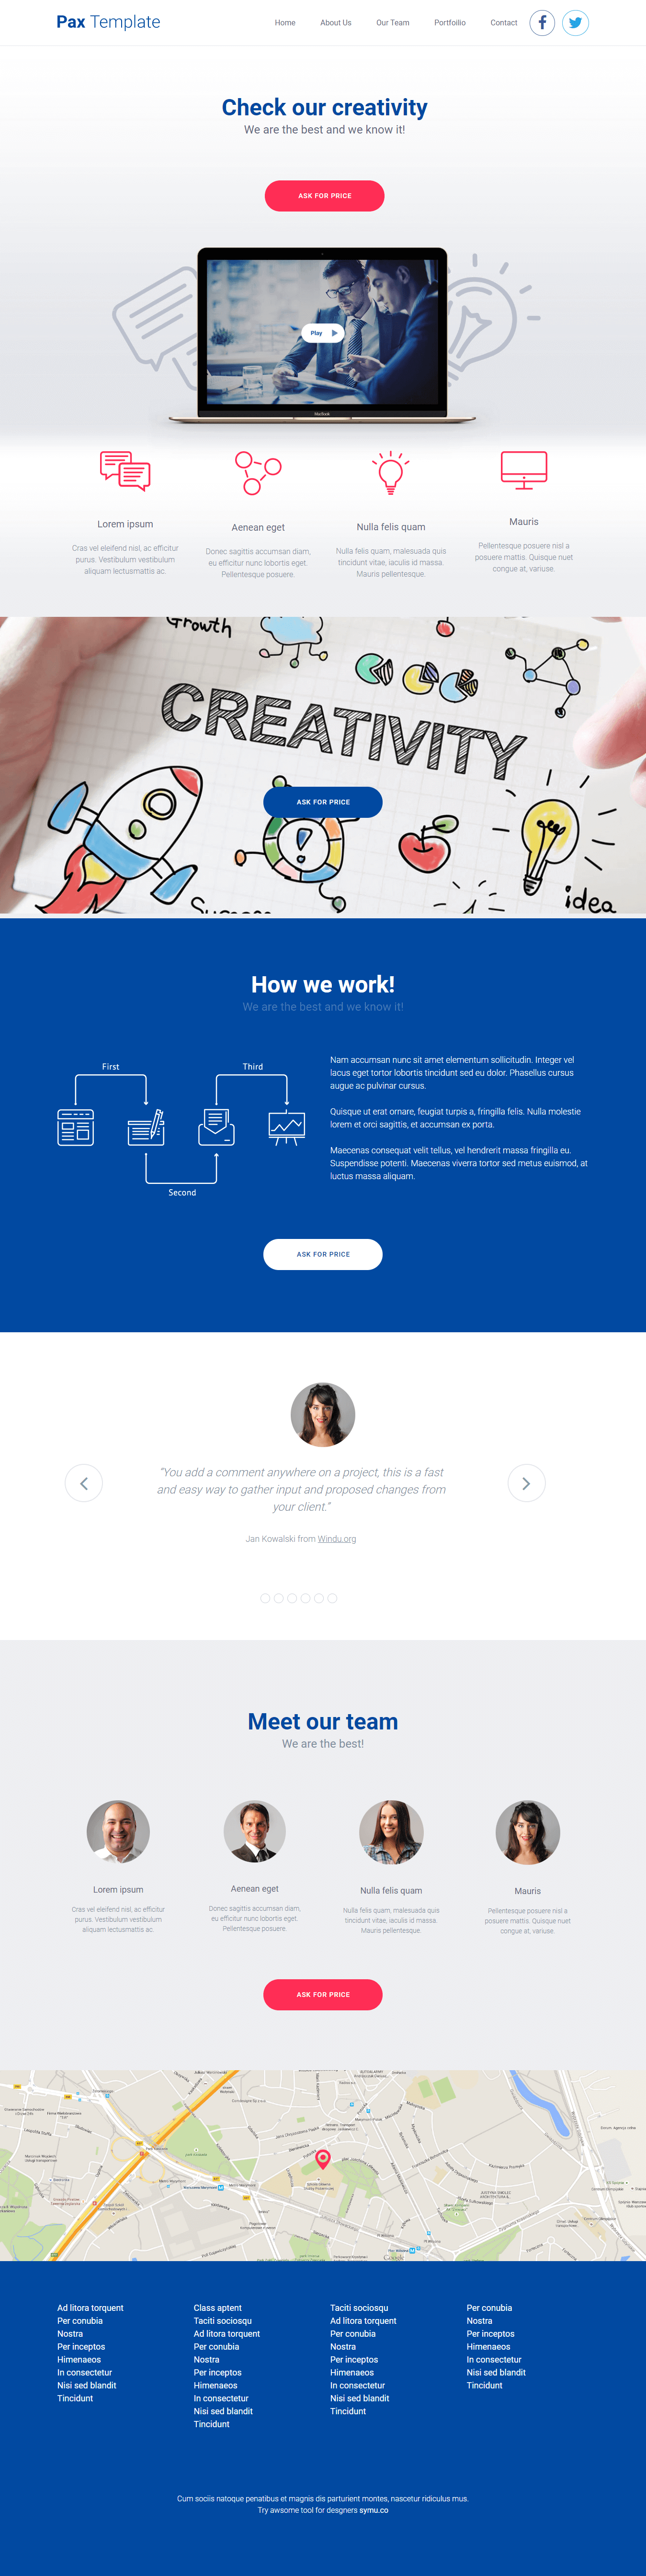 Pax Template
Home About Us Our Team Portfoilio Contact
Check our creativity
We are the best and we know it!
ASK FOR PRICE
Play
MacBook
Lorem ipsum
Cras vel eleifend nisl, ac efficitur
purus. Vestibulum vestibulum
aliquam lectusmattis ac.
Aenean eget
Donec sagittis accumsan diam,
eu efficitur nunc lobortis eget.
Pellentesque posuere.
Nulla felis quam
Nulla felis quam, malesuada quis
tincidunt vitae, iaculis id massa.
Mauris pellentesque.
Mauris
Pellentesque posuere nisl a
posuere mattis. Quisque nuet
congue at, variuse.
Growth
CREATIVITY
ASK FOR PRICE
Success
idea
How we work!
We are the best and we know it!
First
Third
Second
Nam accumsan nunc sit amet elementum sollicitudin. Integer vel
lacus eget tortor lobortis tincidunt sed eu dolor. Phasellus cursus
augue ac pulvinar cursus.
Quisque ut erat ornare, feugiat turpis a, fringilla felis. Nulla molestie
lorem et orci sagittis, et accumsan ex porta.
Maecenas consequat velit tellus, vel hendrerit massa fringilla eu.
Suspendisse potenti. Maecenas viverra tortor sed metus euismod, at
luctus massa aliquam.
ASK FOR PRICE
“You add a comment anywhere on a project, this is a fast
and easy way to gather input and proposed changes from
your client.”
Jan Kowalski from Windu.org
Meet our team
We are the best!
Lorem ipsum
Cras vel eleifend nisl, ac efficitur
purus. Vestibulum vestibulum
aliquam lectusmattis ac.
Aenean eget
Donec sagittis accumsan diam,
eu efficitur nunc lobortis eget.
Pellentesque posuere.
Nulla felis quam
Nulla felis quam, malesuada quis
tincidunt vitae, iaculis id massa.
Mauris pellentesque.
Mauris
Pellentesque posuere nisl a
posuere mattis. Quisque nuet
congue at, variuse.
ASK FOR PRICE
Google
Ad litora torquent
Per conubia
Nostra
Per inceptos
Himenaeos
In consectetur
Nisi sed blandit
Tincidunt
Class aptent
Taciti sociosqu
Ad litora torquent
Per conubia
Nostra
Per inceptos
Himenaeos
In consectetur
Nisi sed blandit
Tincidunt
Taciti sociosqu
Ad litora torquent
Per conubia
Nostra
Per inceptos
Himenaeos
In consectetur
Nisi sed blandit
Tincidunt
Per conubia
Nostra
Per inceptos
Himenaeos
In consectetur
Nisi sed blandit
Tincidunt
Cum sociis natoque penatibus et magnis dis parturient montes, nascetur ridiculus mus.
Try awsome tool for desgners symu.co